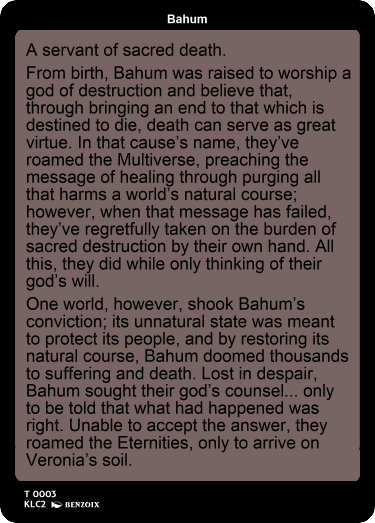 Bahum
A servant of sacred death.
From birth, Bahum was raised to worship a
god of destruction and believe that,
through bringing an end to that which is
destined to die, death can serve as great
virtue. In that cause's name, they've
roamed the Multiverse, preaching the
message of healing through purging all
that harms a world's natural course;
however, when that message has failed,
they've regretfully taken on the burden of
sacred destruction by their own hand. All
this, they did while only thinking of their
god's will.
One world, however, shook Bahum's
conviction; its unnatural state was meant
to protect its people, and by restoring its
natural course, Bahum doomed thousands
to suffering and death. Lost in despair,
Bahum sought their god's counsel... only
to be told that what had happened was
right. Unable to accept the answer, they
roamed the Eternities, only to arrive on
Veronia's soil.
T 0003
KLC2 BENZOIX